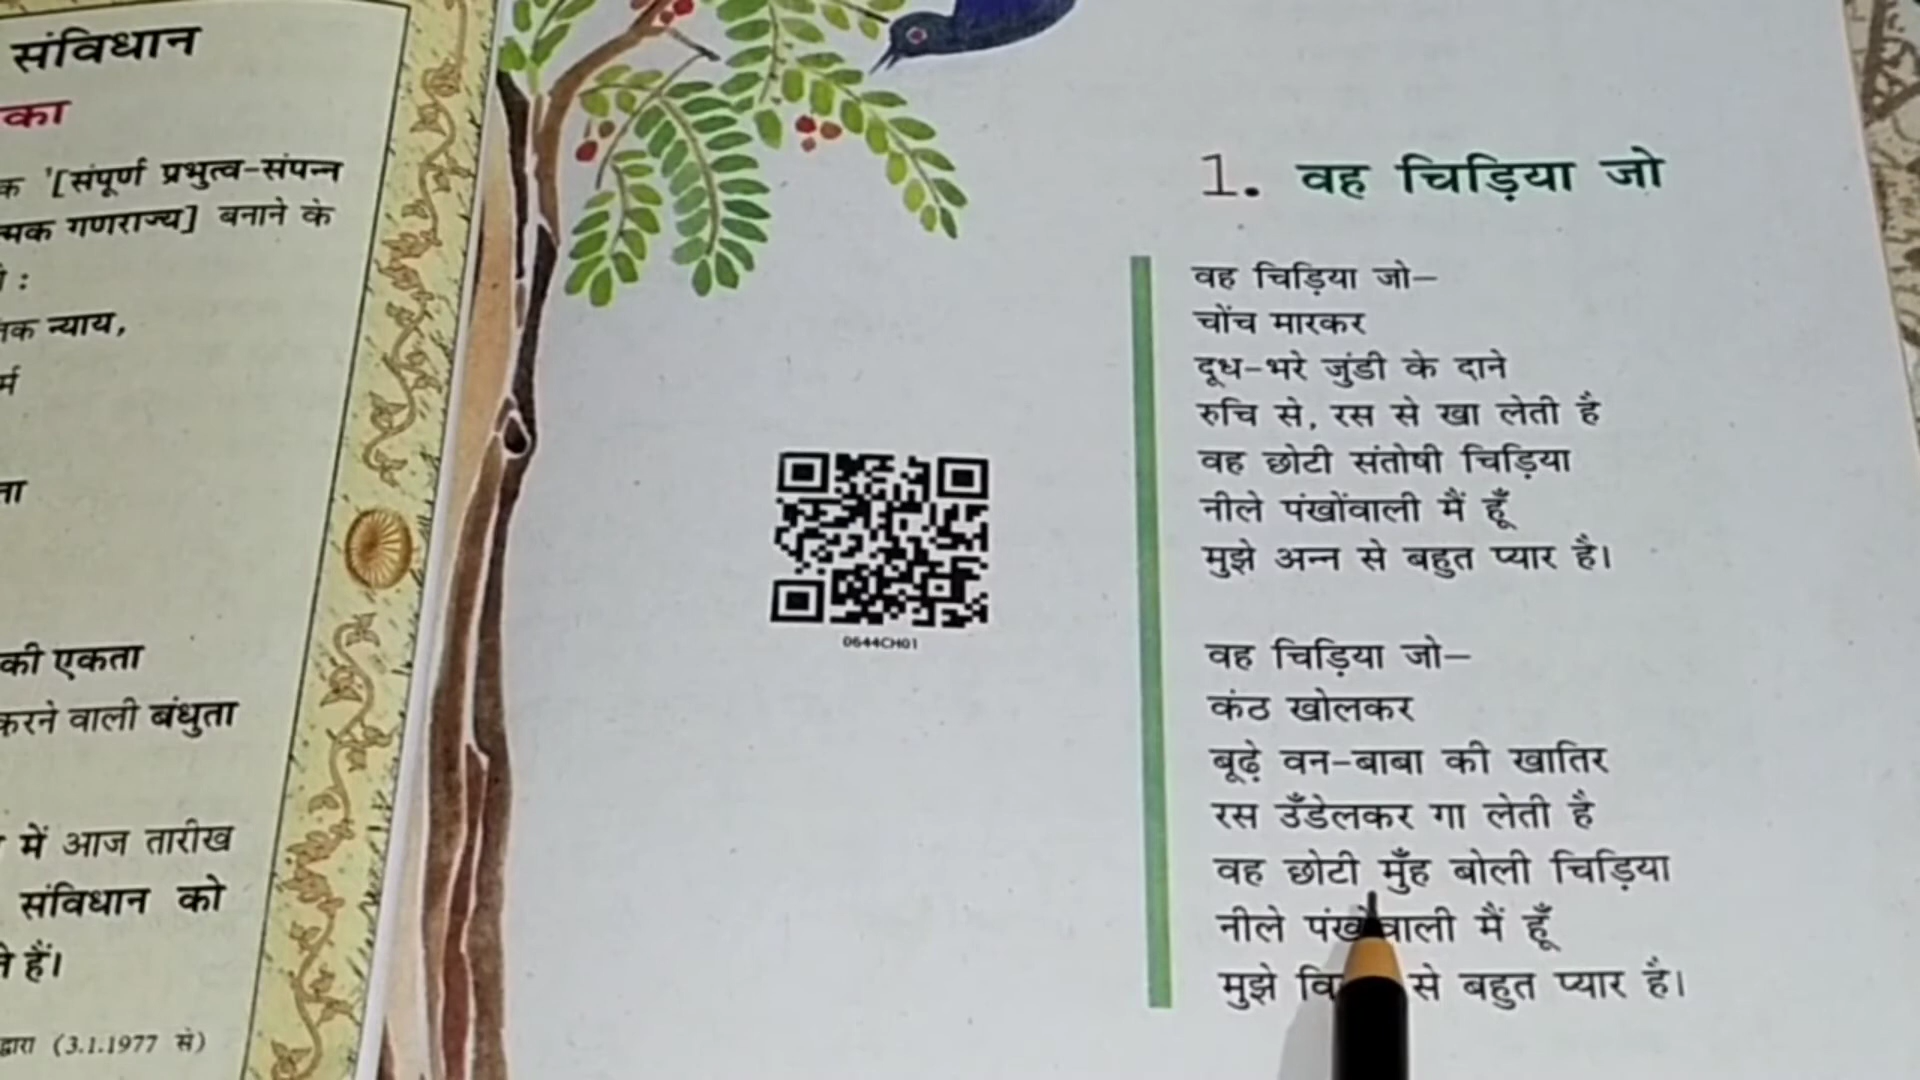 संविधान
का
क '[संपूर्ण प्रभुत्व-संपन्न
त्मक गणराज्य] बनाने के
:
न्याय,
की एकता
करने वाली बंधुता
में आज तारीख
संविधान को
हैं।
द्वारा (3.1.1977 से)
0644CH01
1. वह चिड़िया जो
वह चिड़िया जो–
चोंच मारकर
दूध-भरे जुंडी के दाने
रुचि से, रस से खा लेती है
वह छोटी संतोषी चिड़िया
नीले पंखोंवाली मैं हूँ
मुझे अन्न से बहुत प्यार है।
वह चिड़िया जो–
कंठ खोलकर
बूढ़े वन-बाबा की खातिर
रस उँडेलकर गा लेती है
वह छोटी मुँह बोली चिड़िया
नीले पंखोंवाली मैं हूँ
मुझे से बहुत प्यार है।